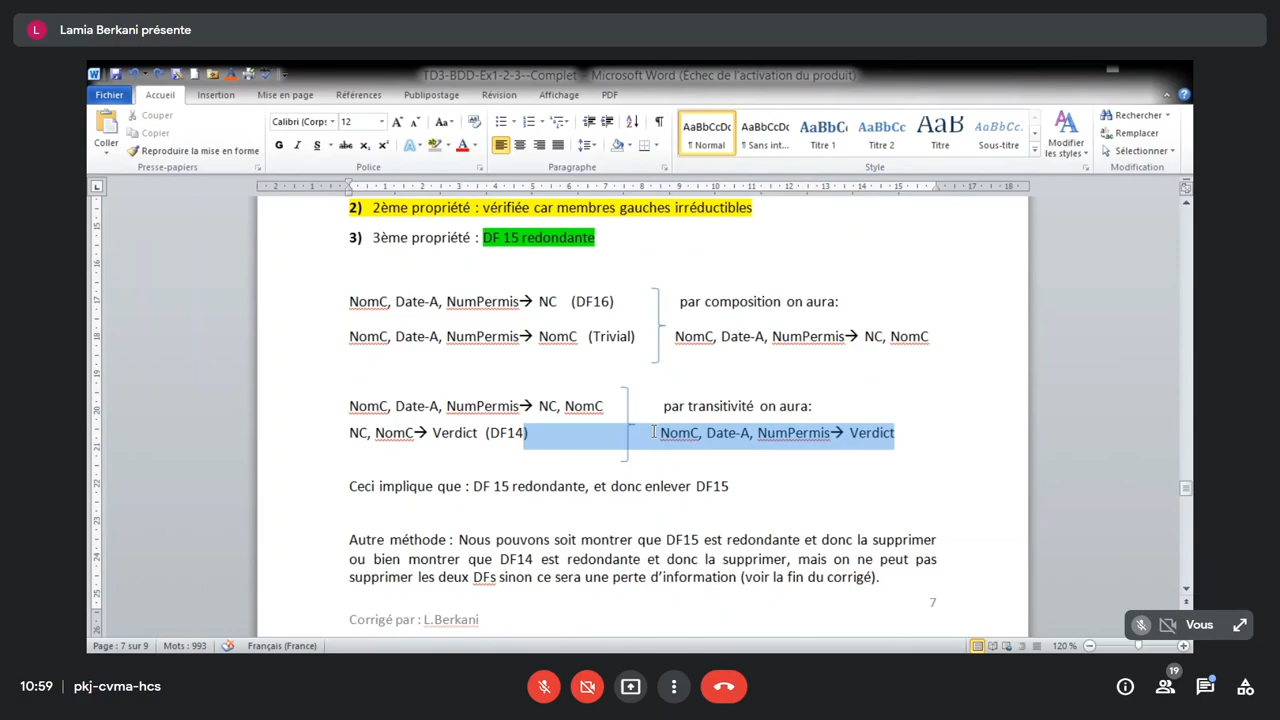 L Lamia Berkani présente
TD3-BDD-Ex1-2-3--Complet - Microsoft Word (Échec de l'activation du produit)
Fichier Accueil Insertion Mise en page Références Publipostage Révision Affichage PDF
Coller
Couper
Copier
Reproduire la mise en forme
Presse-papiers
Calibri (Corps 12
G I S abc x₂ x²
Police
Paragraphe
AaBbCcDc AaBbCcDc AaBbC AaBbCc AaB AaBbCc.
¶ Normal ¶ Sans int... Titre 1 Titre 2 Titre Sous-titre
Style
Modifier les styles
Rechercher
Remplacer
Sélectionner
Modification
2) 2ème propriété : vérifiée car membres gauches irréductibles
3) 3ème propriété : DF 15 redondante
NomC, Date-A, NumPermis→ NC (DF16) par composition on aura:
NomC, Date-A, NumPermis→ NomC (Trivial) NomC, Date-A, NumPermis→ NC, NomC
NomC, Date-A, NumPermis→ NC, NomC par transitivité on aura:
NC, NomC→ Verdict (DF14) NomC, Date-A, NumPermis→ Verdict
Ceci implique que : DF 15 redondante, et donc enlever DF15
Autre méthode : Nous pouvons soit montrer que DF15 est redondante et donc la supprimer
ou bien montrer que DF14 est redondante et donc la supprimer, mais on ne peut pas
supprimer les deux DFs sinon ce sera une perte d'information (voir la fin du corrigé).
7
Corrigé par : L.Berkani
Vous
Page : 7 sur 9 Mots : 993 Français (France) 120 %
10:59 pkj-cvma-hcs
19